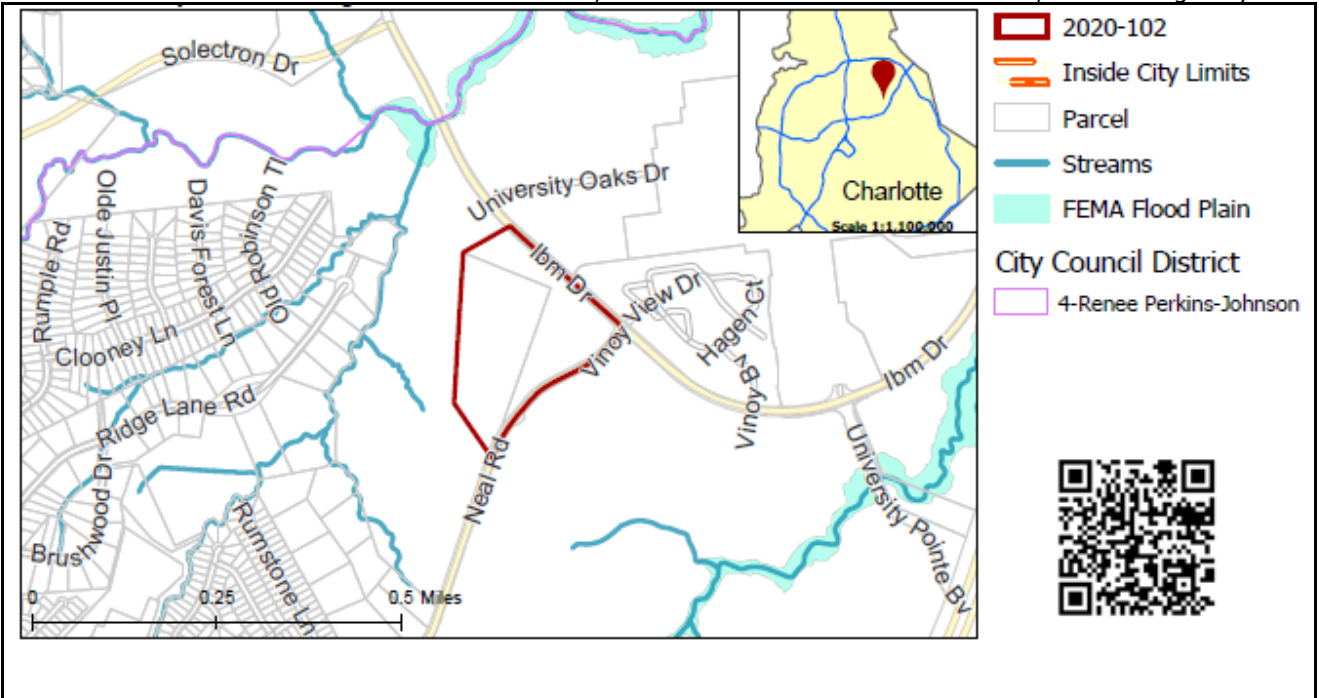 2020-102
Inside City Limits
Parcel
Streams
FEMA Flood Plain
City Council District
4-Renee Perkins-Johnson
Charlotte
Scale 1:1,100,000
Solectron Dr
University Oaks Dr
Rumple Rd
Olde Justin Pl
Davis Forest Ln
Old Robinson Tl
Clooney Ln
Ridge Lane Rd
Brushwood Dr
Rumstone Ln
Ibm Dr
Vinoy View Dr
Hagen Ct
Vinoy Bv
Ibm Dr
Neal Rd
University Pointe Bv
0 0.25 0.5 Miles